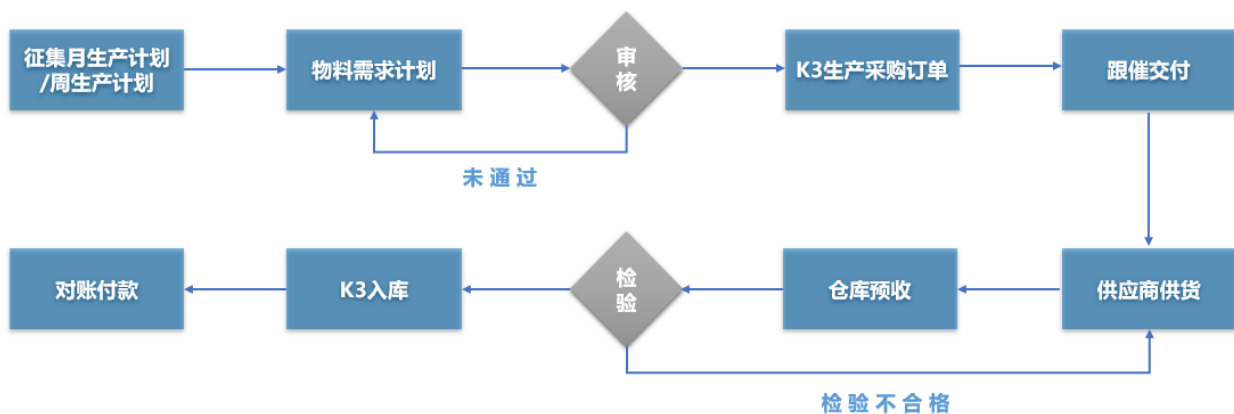 征集月生产计划
/周生产计划
物料需求计划
审
核
K3生产采购订单
跟催交付
未通过
对账付款
K3入库
检
验
仓库预收
供应商供货
检验不合格